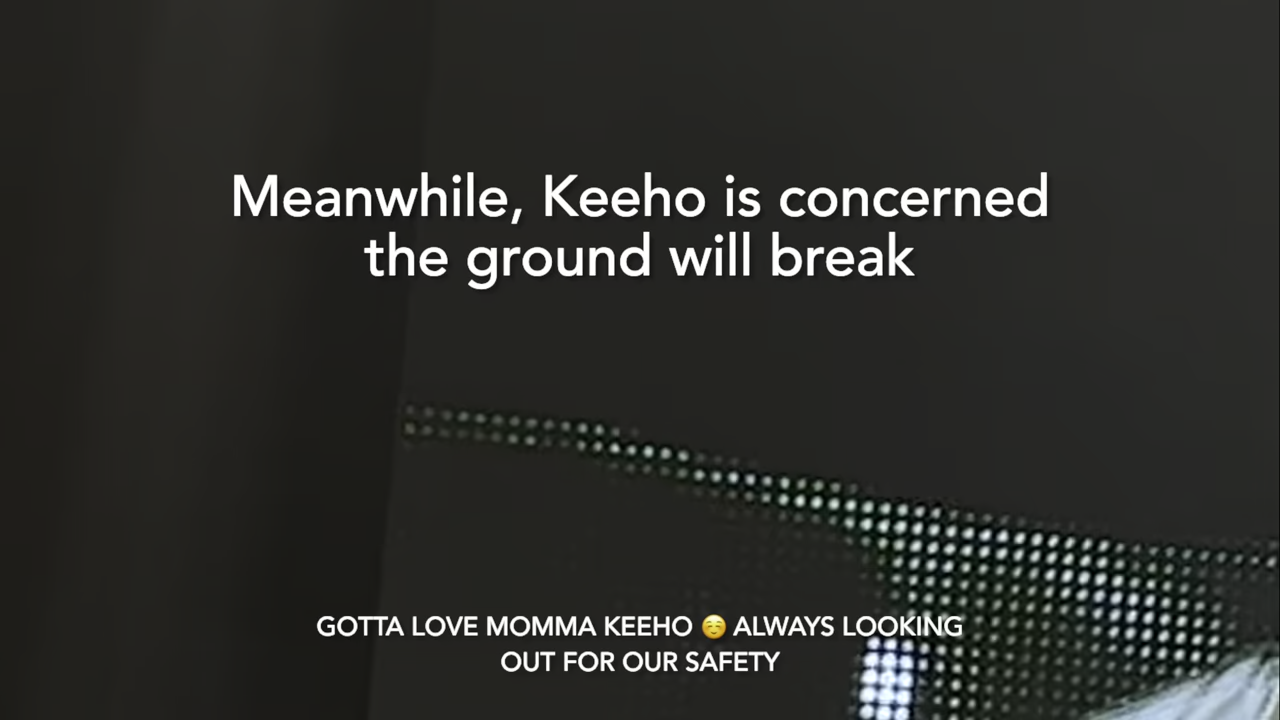 Meanwhile, Keeho is concerned
the ground will break
GOTTA LOVE MOMMA KEEHO ☺️ ALWAYS LOOKING
OUT FOR OUR SAFETY